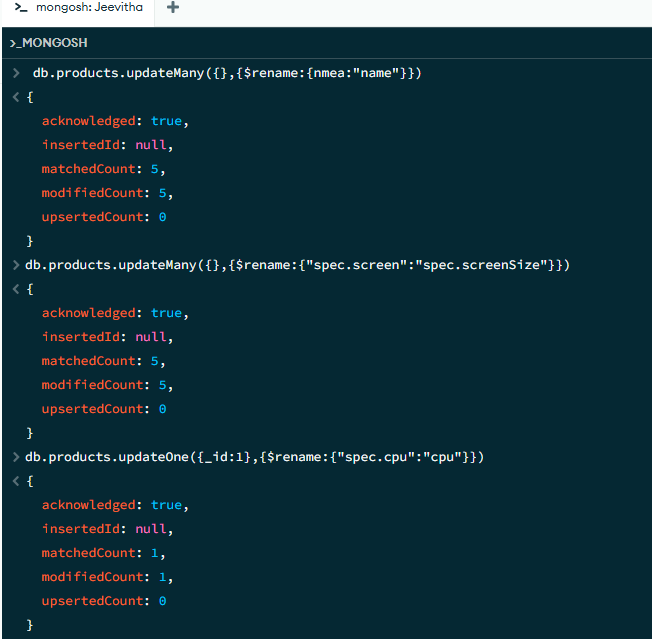 >_ mongosh: Jeevitha +
>_MONGOSH
> db.products.updateMany({},{$rename:{nmea:"name"}})
< {
acknowledged: true,
insertedId: null,
matchedCount: 5,
modifiedCount: 5,
upsertedCount: 0
}
> db.products.updateMany({},{$rename:{"spec.screen":"spec.screenSize"}})
< {
acknowledged: true,
insertedId: null,
matchedCount: 5,
modifiedCount: 5,
upsertedCount: 0
}
> db.products.updateOne({_id:1},{$rename:{"spec.cpu":"cpu"}})
< {
acknowledged: true,
insertedId: null,
matchedCount: 1,
modifiedCount: 1,
upsertedCount: 0
}